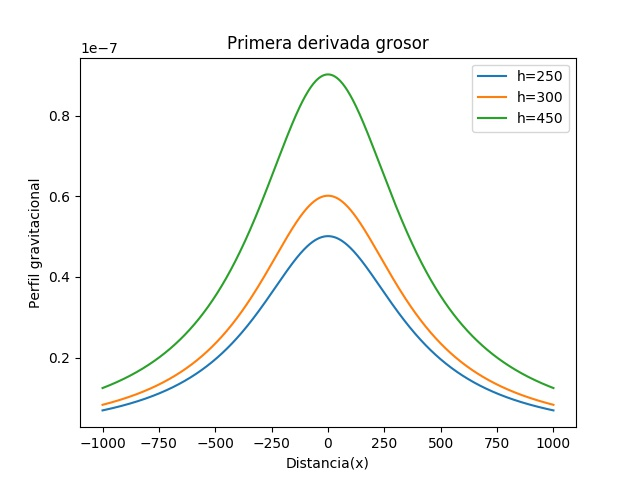 Primera derivada grosor
1e−7
h=250
h=300
h=450
0.8
0.6
0.4
0.2
Perfil gravitacional
−1000 −750 −500 −250 0 250 500 750 1000
Distancia(x)